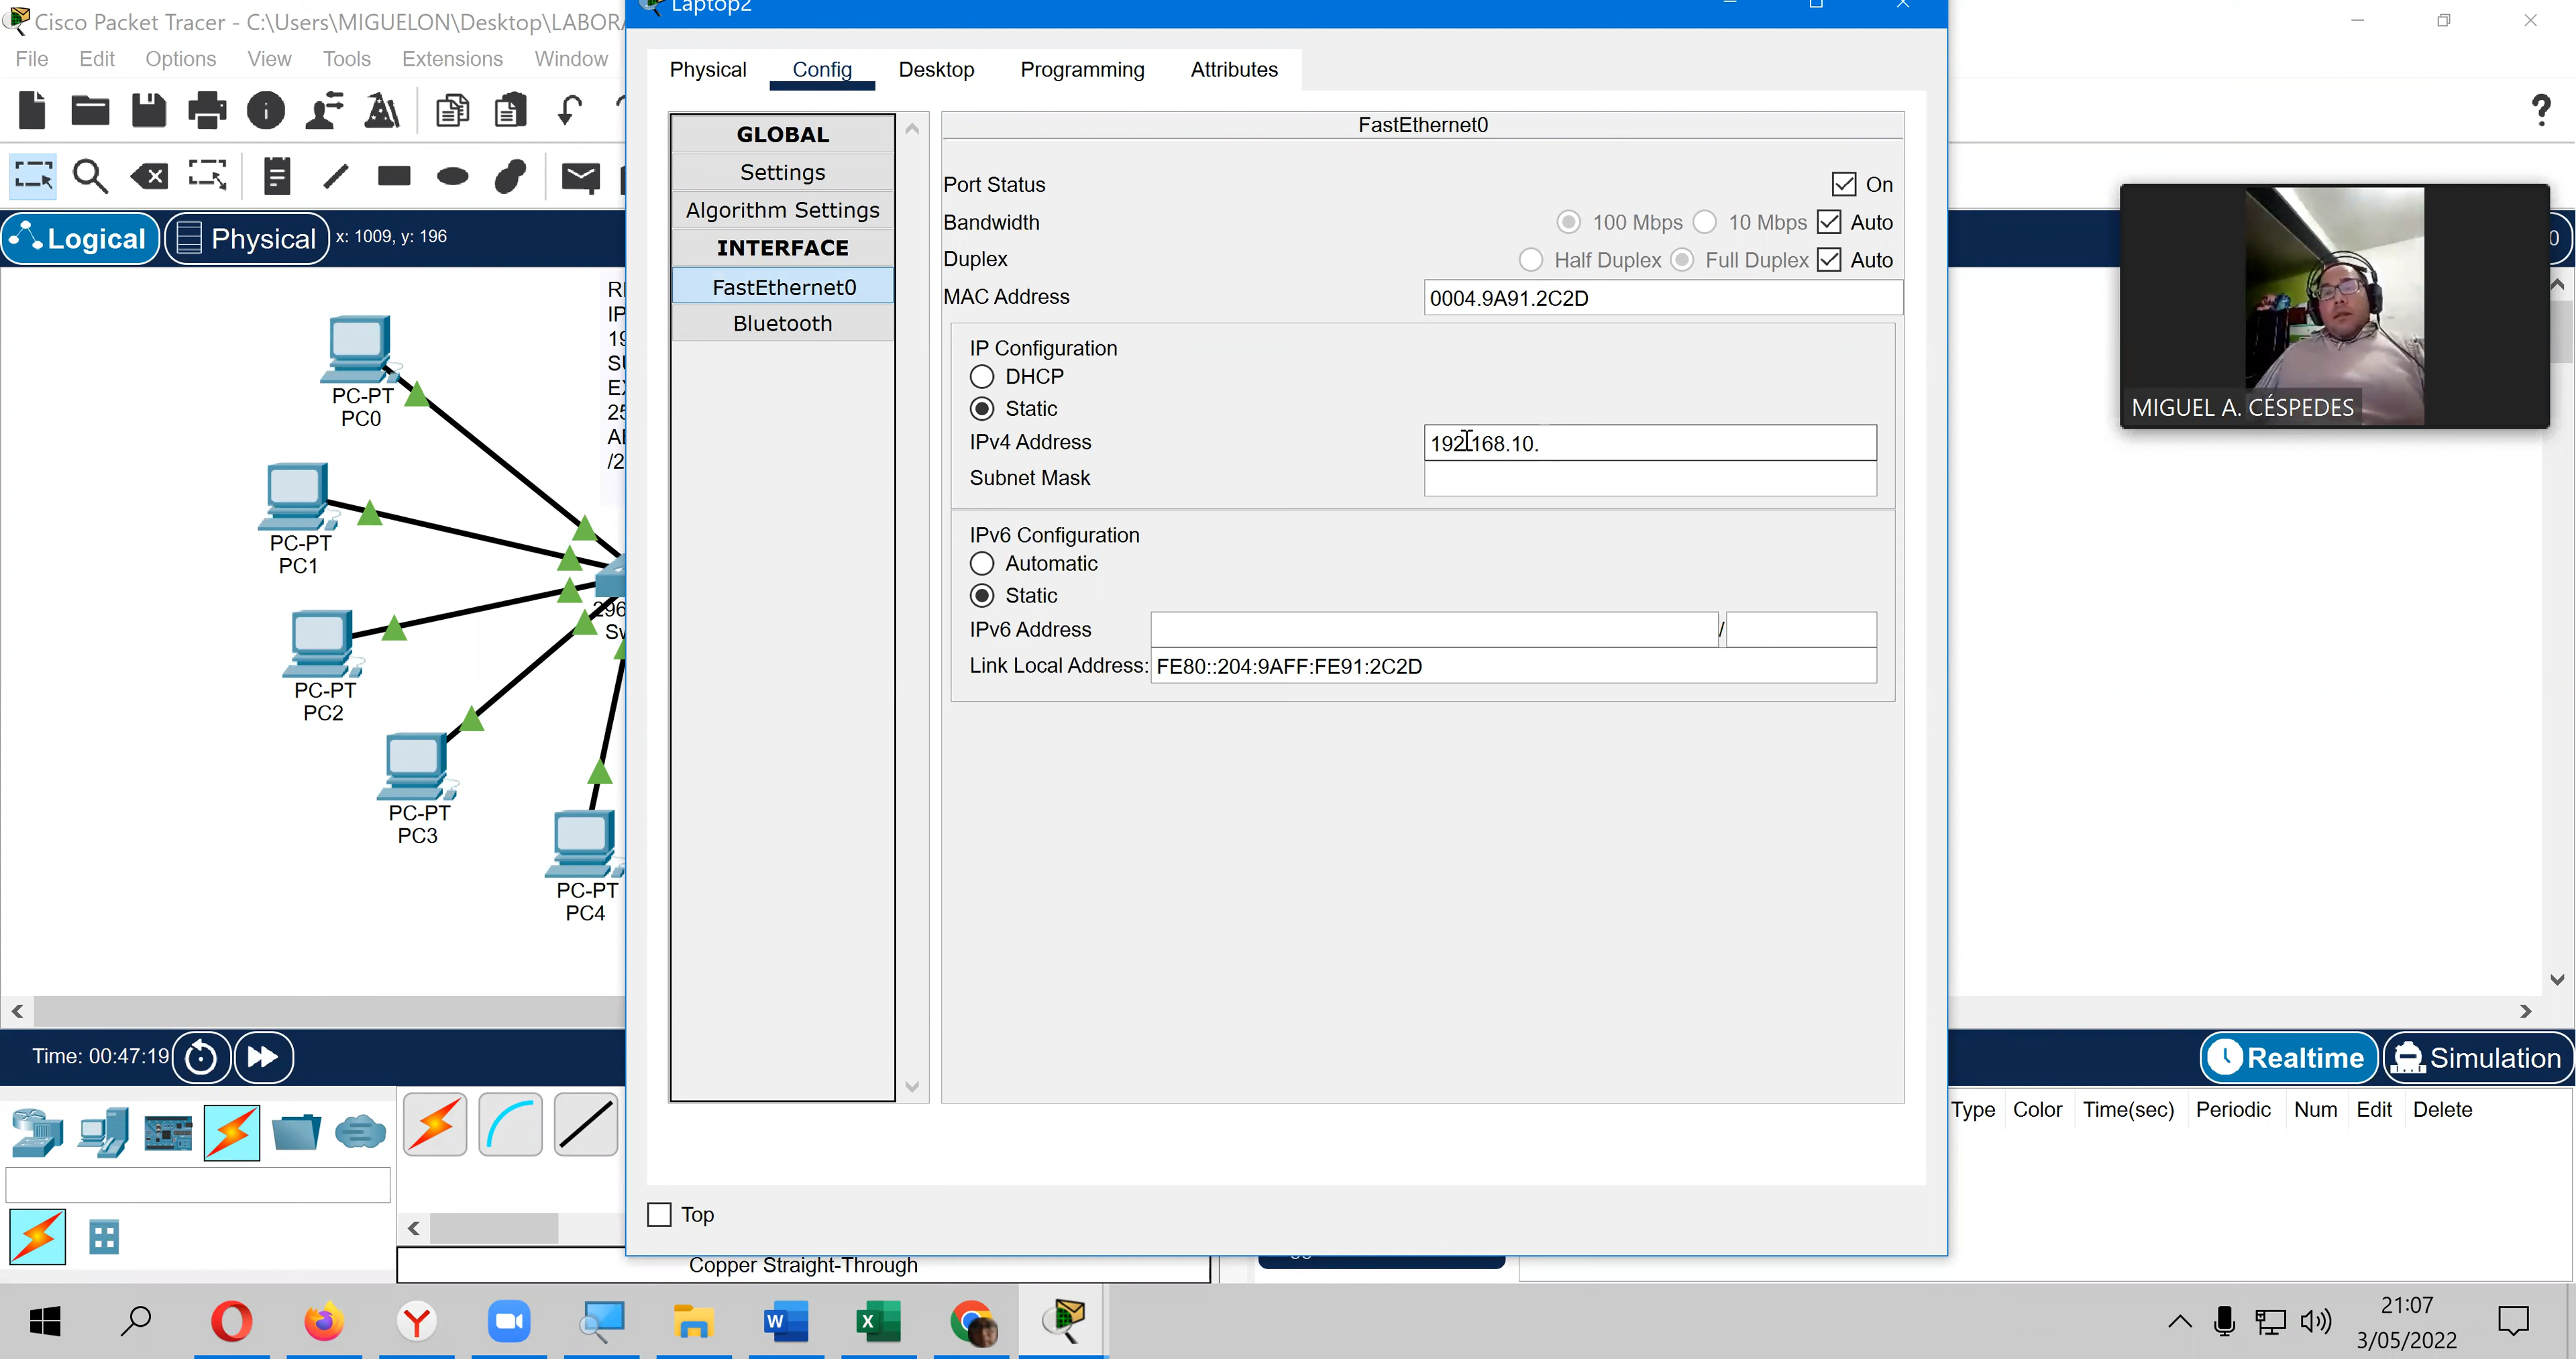 Cisco Packet Tracer - C:\Users\MIGUELON\Desktop\LABORA
Laptop2
File Edit Options View Tools Extensions Window
Physical Config Desktop Programming Attributes
Logical Physical x: 1009, y: 196
GLOBAL
Settings
Algorithm Settings
INTERFACE
FastEthernet0
Bluetooth
FastEthernet0
Port Status On
Bandwidth 100 Mbps 10 Mbps Auto
Duplex Half Duplex Full Duplex Auto
MAC Address 0004.9A91.2C2D
IP Configuration
DHCP
Static
IPv4 Address 192.168.10.
Subnet Mask
IPv6 Configuration
Automatic
Static
IPv6 Address /
Link Local Address: FE80::204:9AFF:FE91:2C2D
Top
MIGUEL A. CÉSPEDES
IP
19
25
/2
PC-PT
PC0
PC-PT
PC1
296
PC-PT
PC2
PC-PT
PC3
PC-PT
PC4
Time: 00:47:19
Realtime Simulation
Type Color Time(sec) Periodic Num Edit Delete
Copper Straight-Through
21:07
3/05/2022